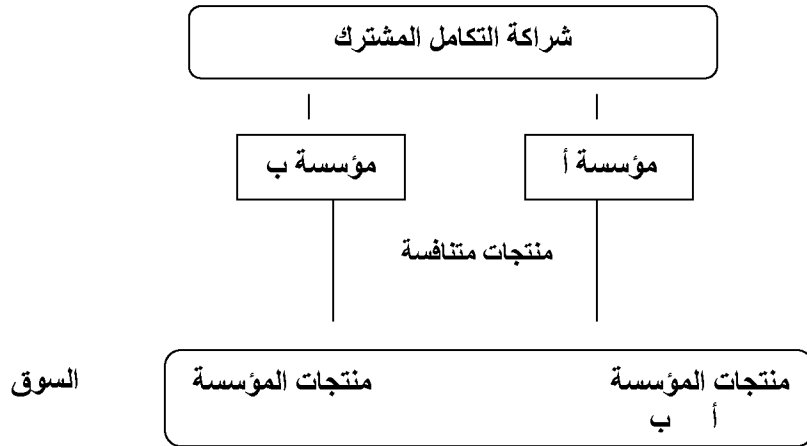 شراكة التكامل المشترك
مؤسسة أ
مؤسسة ب
منتجات متنافسة
منتجات المؤسسة
منتجات المؤسسة
السوق
أ ب